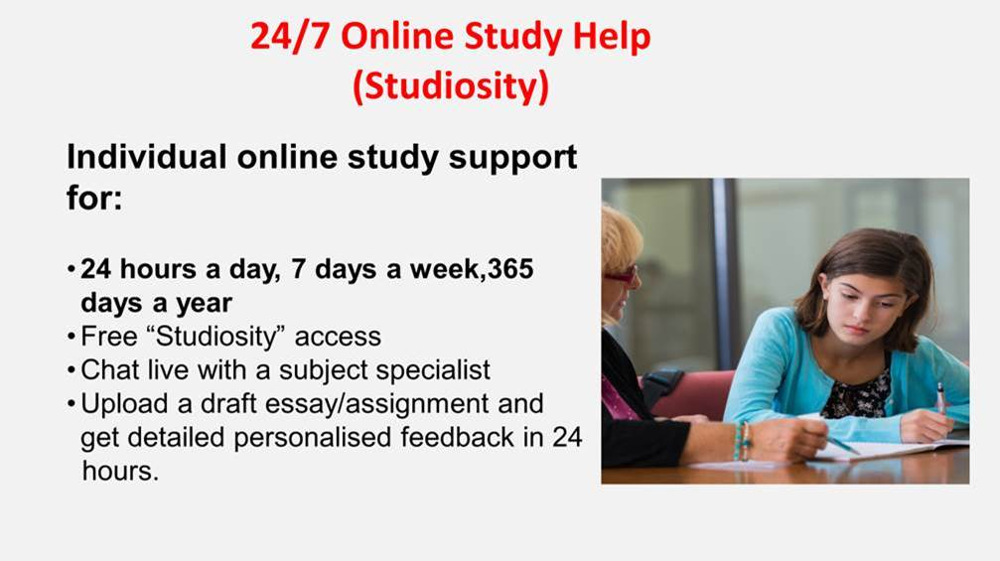 24/7 Online Study Help
(Studiosity)
Individual online study support
for:
• 24 hours a day, 7 days a week,365
days a year
• Free “Studiosity” access
• Chat live with a subject specialist
• Upload a draft essay/assignment and
get detailed personalised feedback in 24
hours.